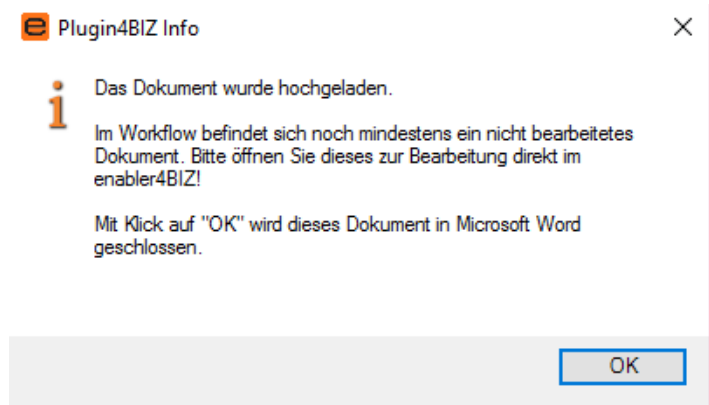 Plugin4BIZ Info
Das Dokument wurde hochgeladen.
Im Workflow befindet sich noch mindestens ein nicht bearbeitetes
Dokument. Bitte öffnen Sie dieses zur Bearbeitung direkt im
enabler4BIZ!
Mit Klick auf "OK" wird dieses Dokument in Microsoft Word
geschlossen.
OK